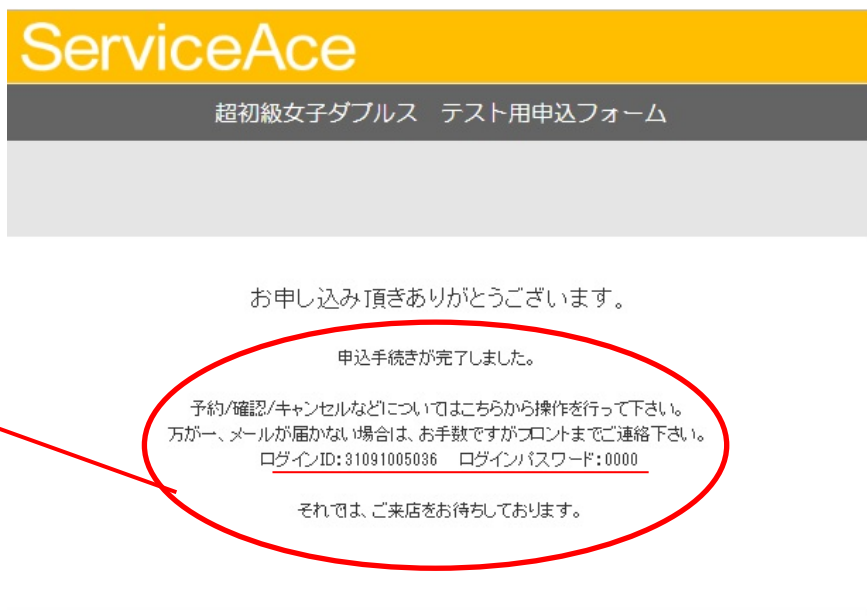 ServiceAce
超初級女子ダブルス　テスト用申込フォーム
お申し込み頂きありがとうございます。
申込手続きが完了しました。
予約/確認/キャンセルなどについてはこちらから操作を行って下さい。
万が一、メールが届かない場合は、お手数ですがフロントまでご連絡下さい。
ログインID:31091005036　ログインパスワード:0000
それでは、ご来店をお待ちしております。